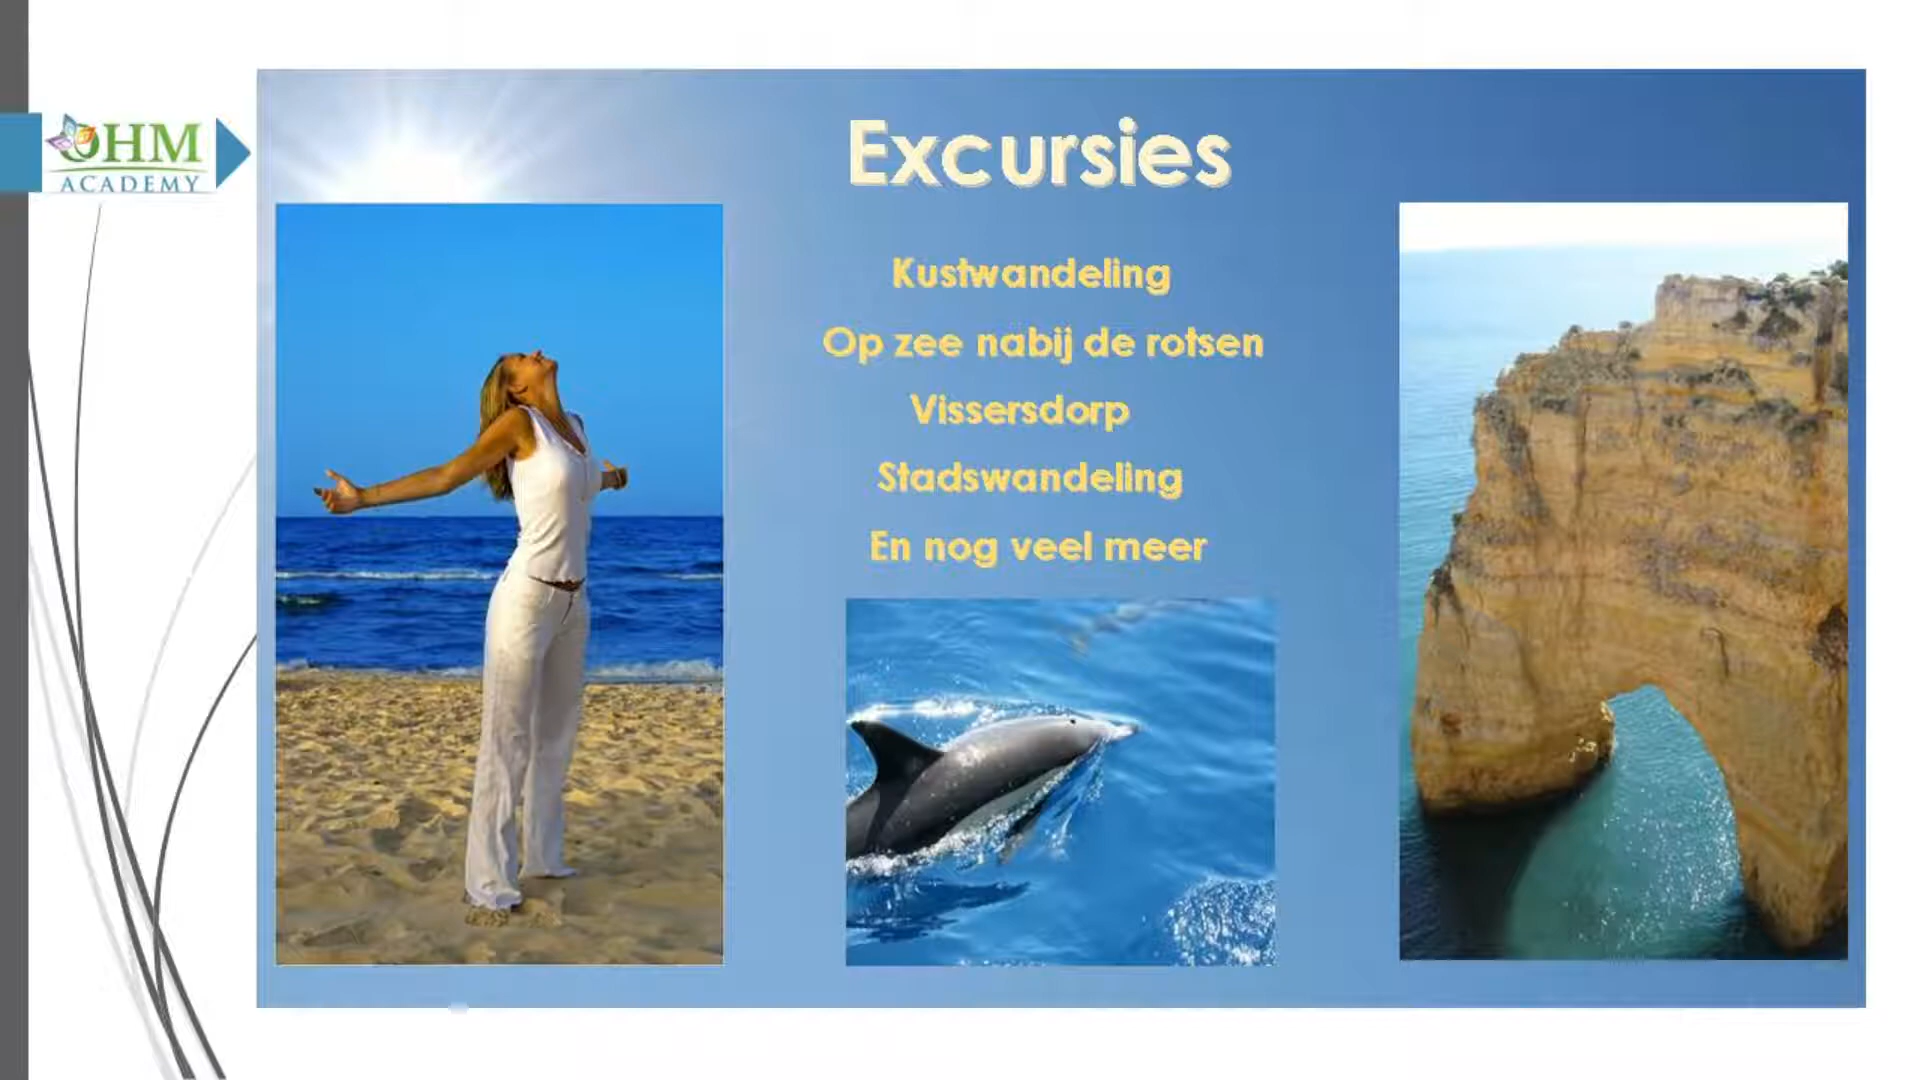 OHM
ACADEMY
Excursies
Kustwandeling
Op zee nabij de rotsen
Vissersdorp
Stadswandeling
En nog veel meer